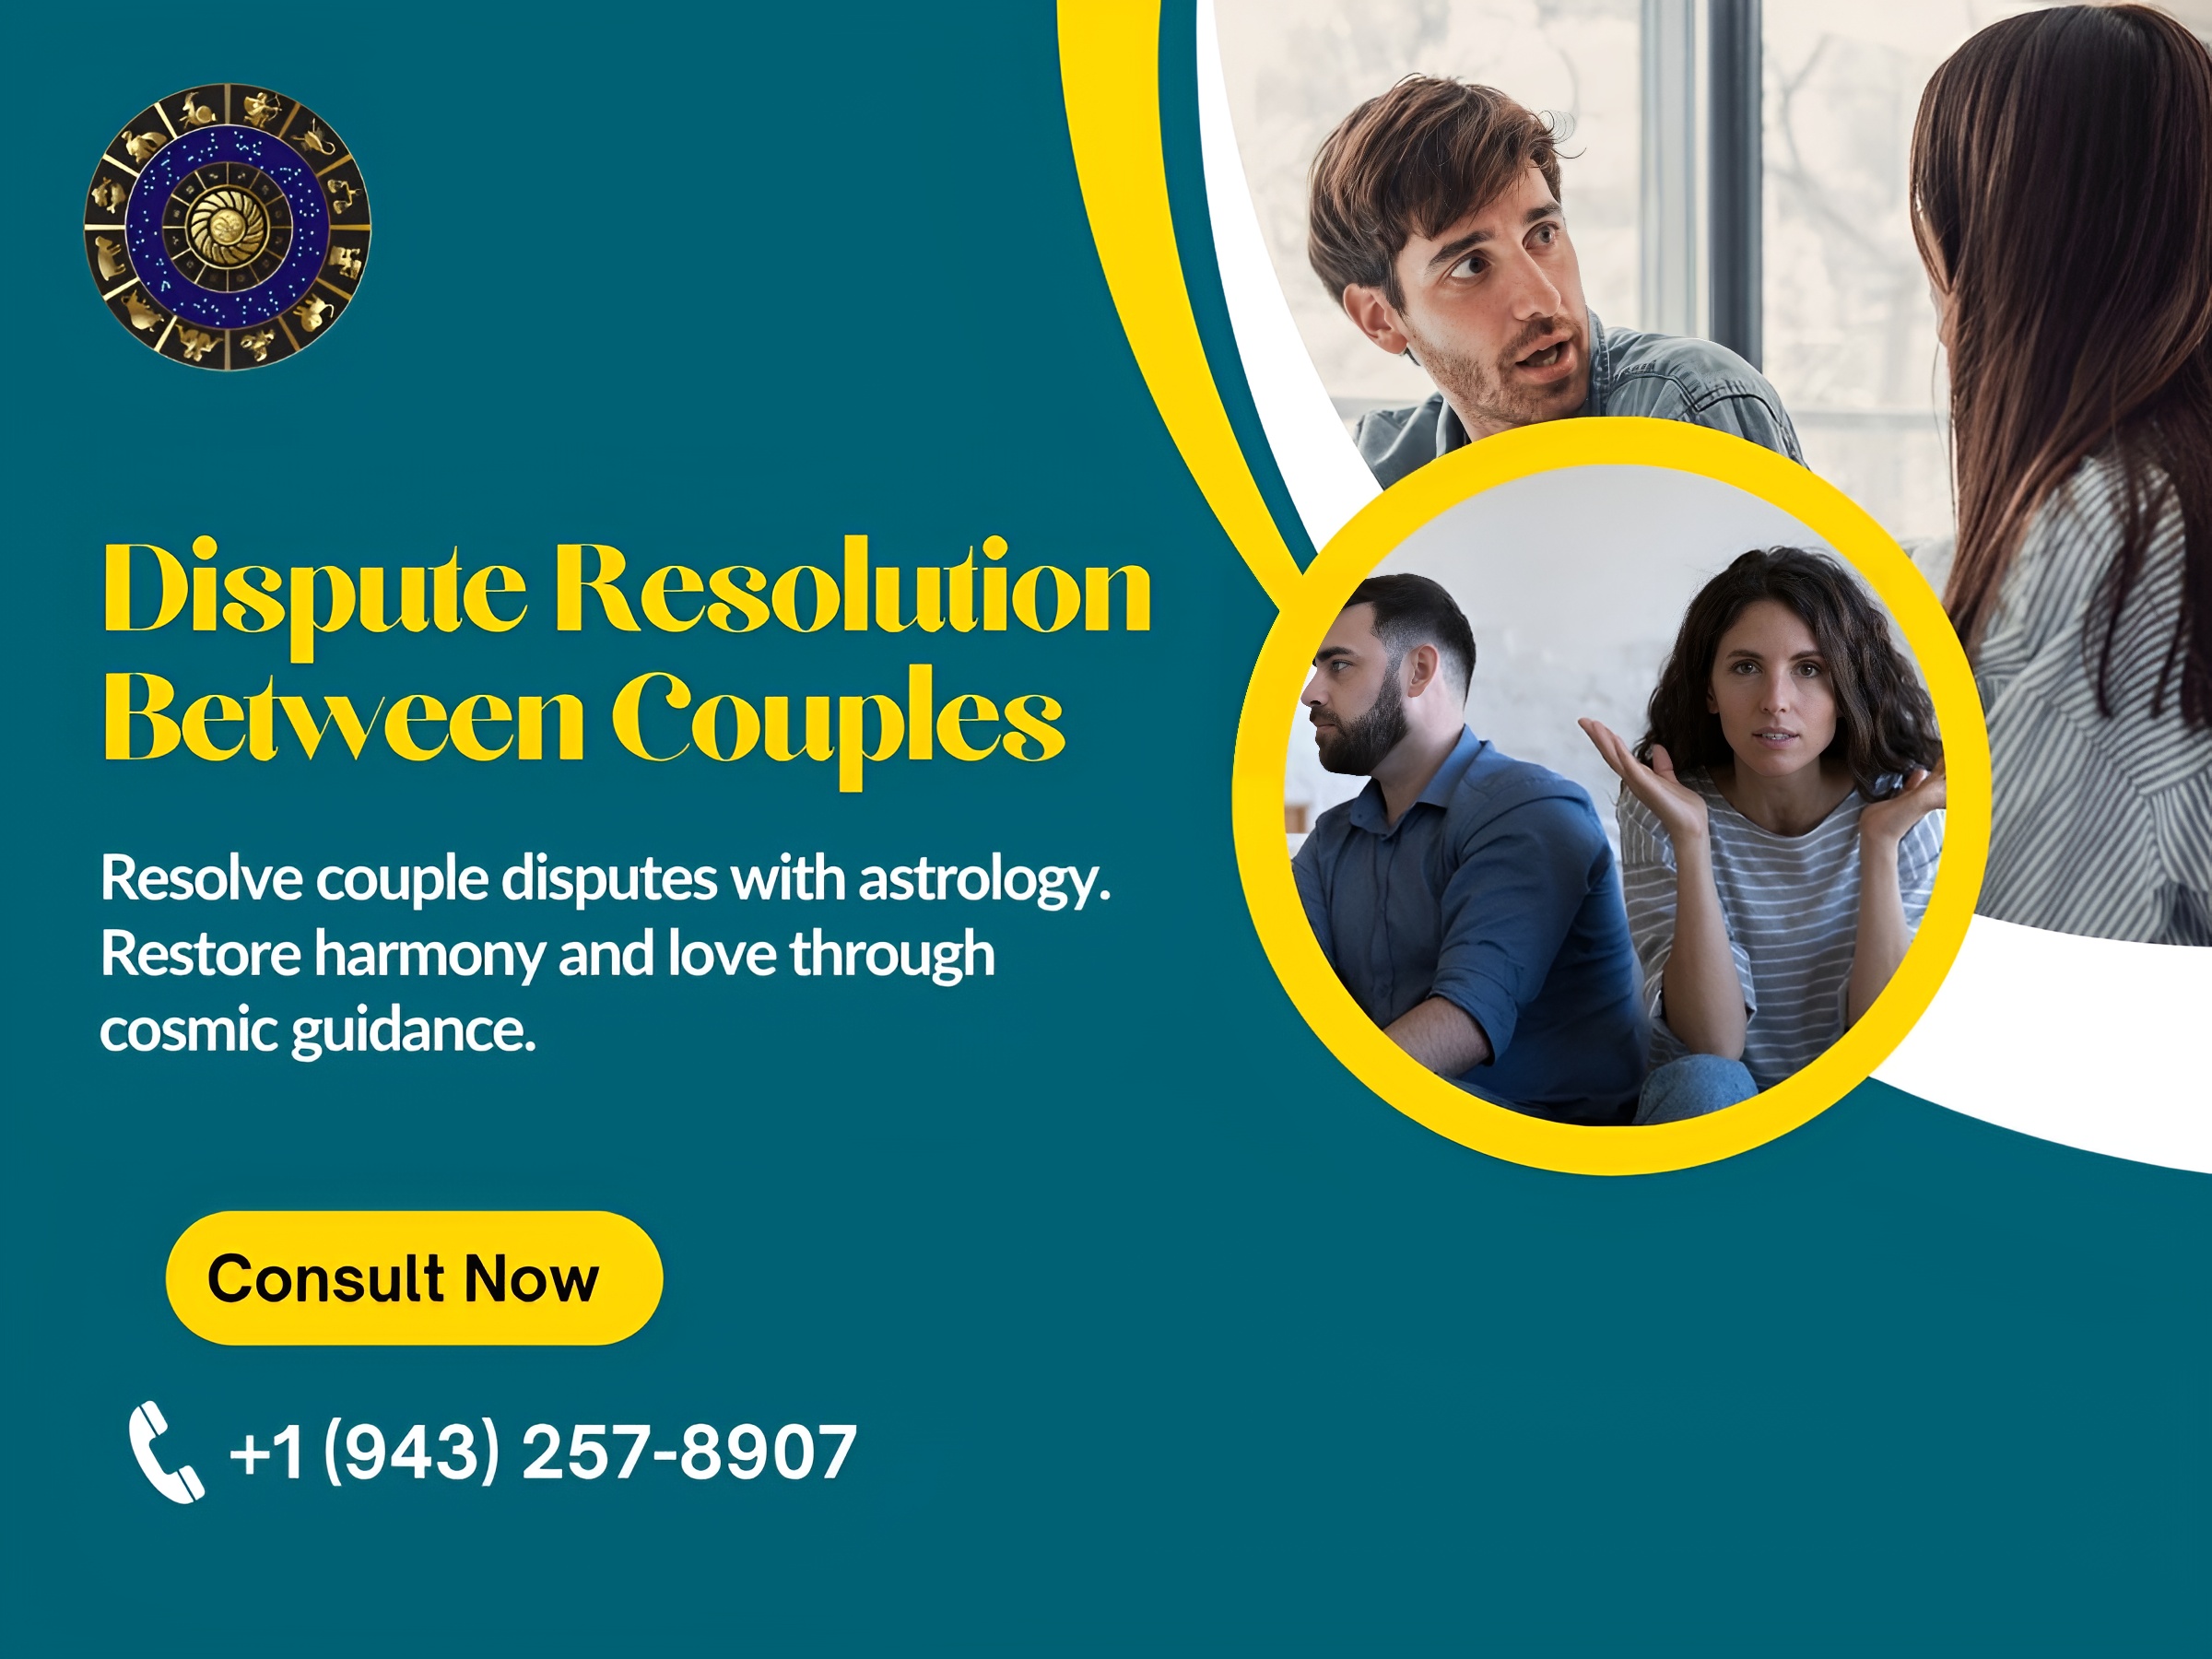 Dispute Resolution
Between Couples
Resolve couple disputes with astrology.
Restore harmony and love through
cosmic guidance.
Consult Now
+1 (943) 257-8907